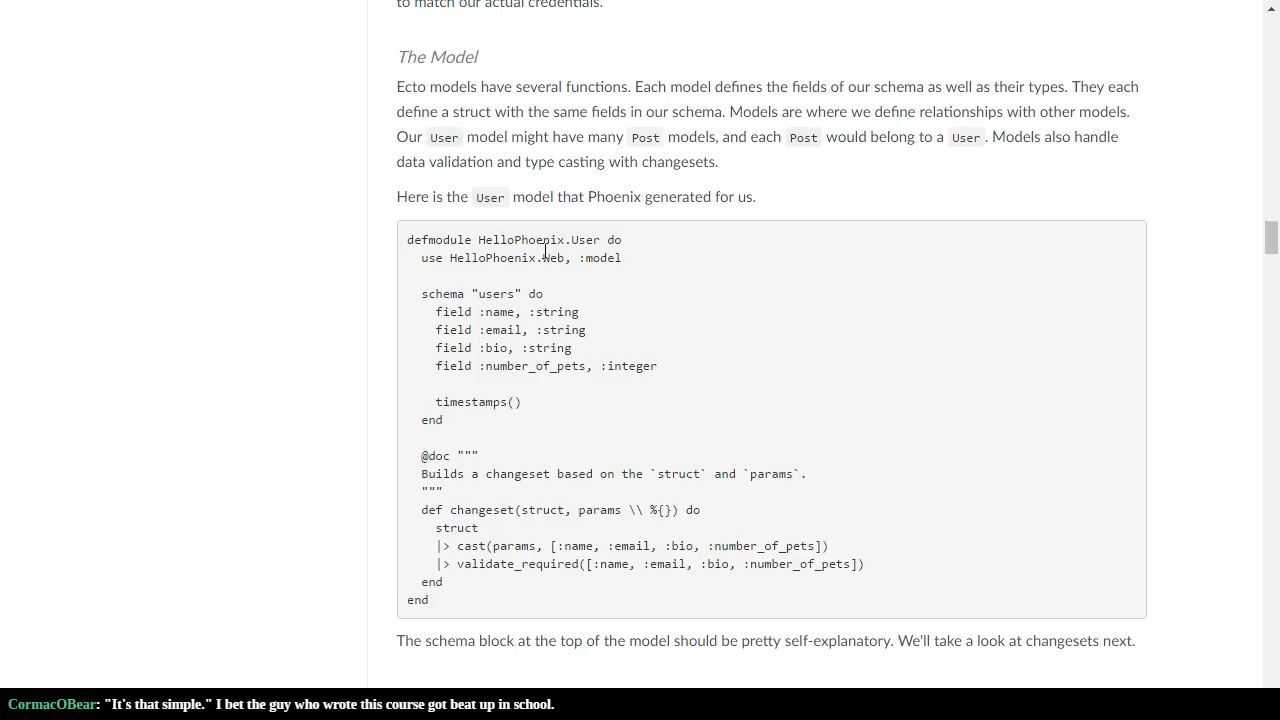 to match our actual credentials.
The Model
Ecto models have several functions. Each model defines the fields of our schema as well as their types. They each
define a struct with the same fields in our schema. Models are where we define relationships with other models.
Our User model might have many Post models, and each Post would belong to a User. Models also handle
data validation and type casting with changesets.
Here is the User model that Phoenix generated for us.
defmodule HelloPhoenix.User do
  use HelloPhoenix.Web, :model
  schema "users" do
    field :name, :string
    field :email, :string
    field :bio, :string
    field :number_of_pets, :integer
    timestamps()
  end
  @doc """
  Builds a changeset based on the `struct` and `params`.
  """
  def changeset(struct, params \\ %{}) do
    struct
    |> cast(params, [:name, :email, :bio, :number_of_pets])
    |> validate_required([:name, :email, :bio, :number_of_pets])
  end
end
The schema block at the top of the model should be pretty self-explanatory. We'll take a look at changesets next.
CormacOBear: "It's that simple." I bet the guy who wrote this course got beat up in school.